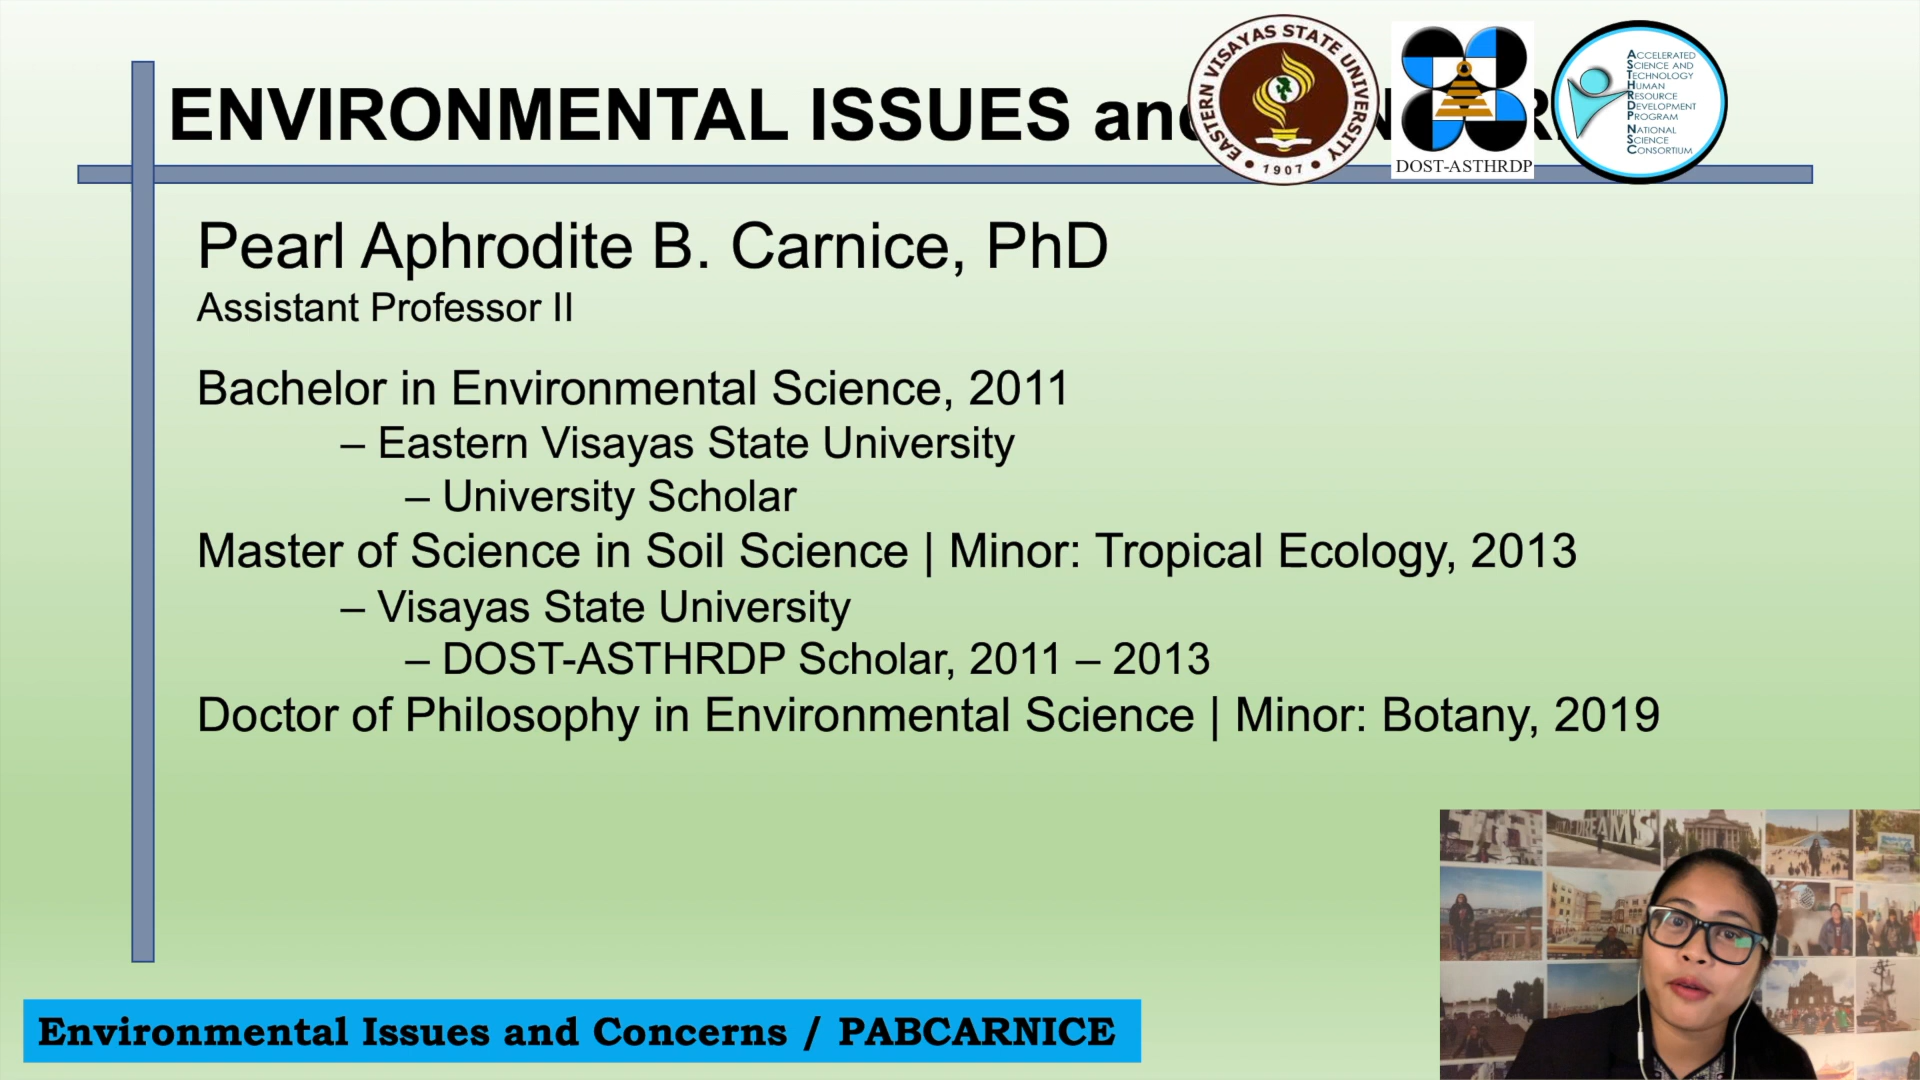 ENVIRONMENTAL ISSUES and
EASTERN VISAYAS STATE UNIVERSITY
1907
DOST-ASTHRDP
ACCELERATED
SCIENCE AND
TECHNOLOGY
HUMAN
RESOURCE
DEVELOPMENT
PROGRAM
NATIONAL
SCIENCE
CONSORTIUM
Pearl Aphrodite B. Carnice, PhD
Assistant Professor II
Bachelor in Environmental Science, 2011
– Eastern Visayas State University
– University Scholar
Master of Science in Soil Science | Minor: Tropical Ecology, 2013
– Visayas State University
– DOST-ASTHRDP Scholar, 2011 – 2013
Doctor of Philosophy in Environmental Science | Minor: Botany, 2019
DREAMS
Environmental Issues and Concerns / PABCARNICE